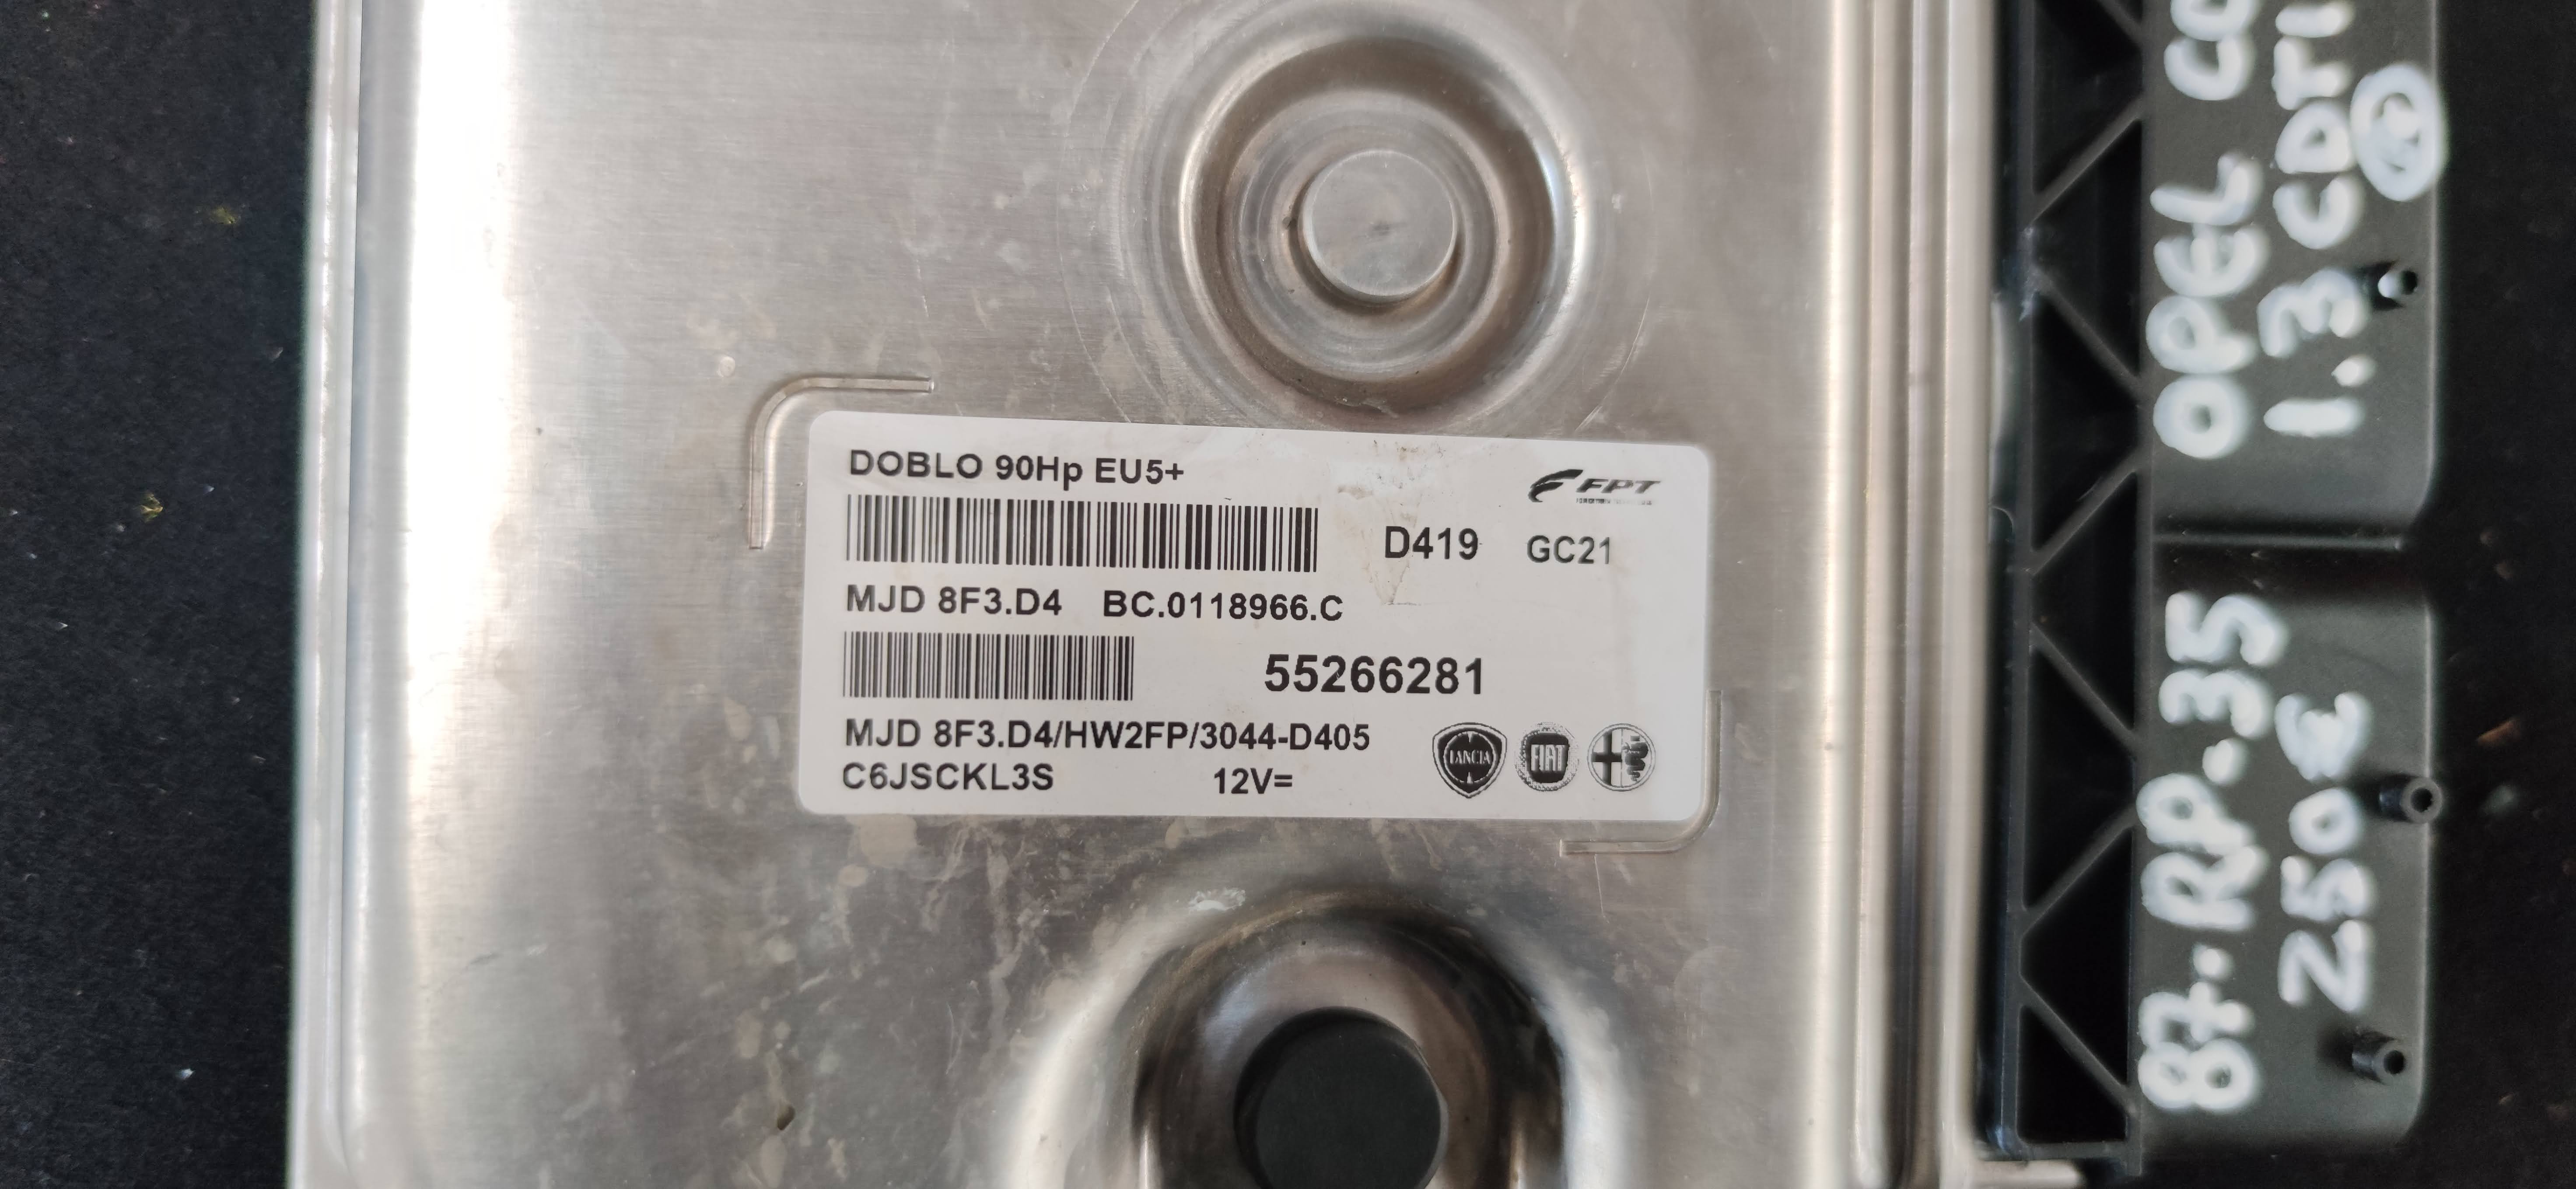 DOBLO 90Hp EU5+
FPT
D419 GC21
MJD 8F3.D4 BC.0118966.C
55266281
MJD 8F3.D4/HW2FP/3044-D405
C6JSCKL3S 12V=
LANCIA
FIAT
OPEL
1.3 CDTI
87-RP-35
250€